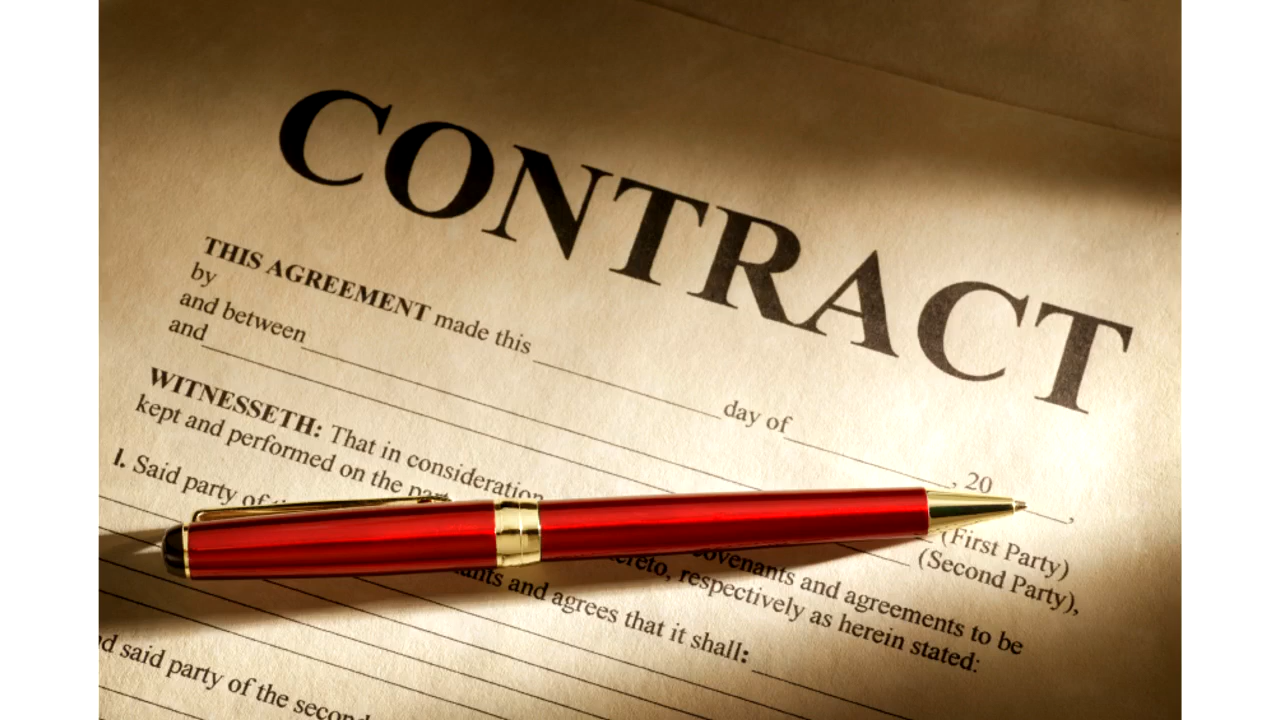 CONTRACT
THIS AGREEMENT made this day of , 20 ,
by (First Party)
and between (Second Party),
and
WITNESSETH: That in consideration covenants and agreements to be
kept and performed on the hereto, respectively as herein stated:
I. Said party of and agrees that it shall:
said party of the second